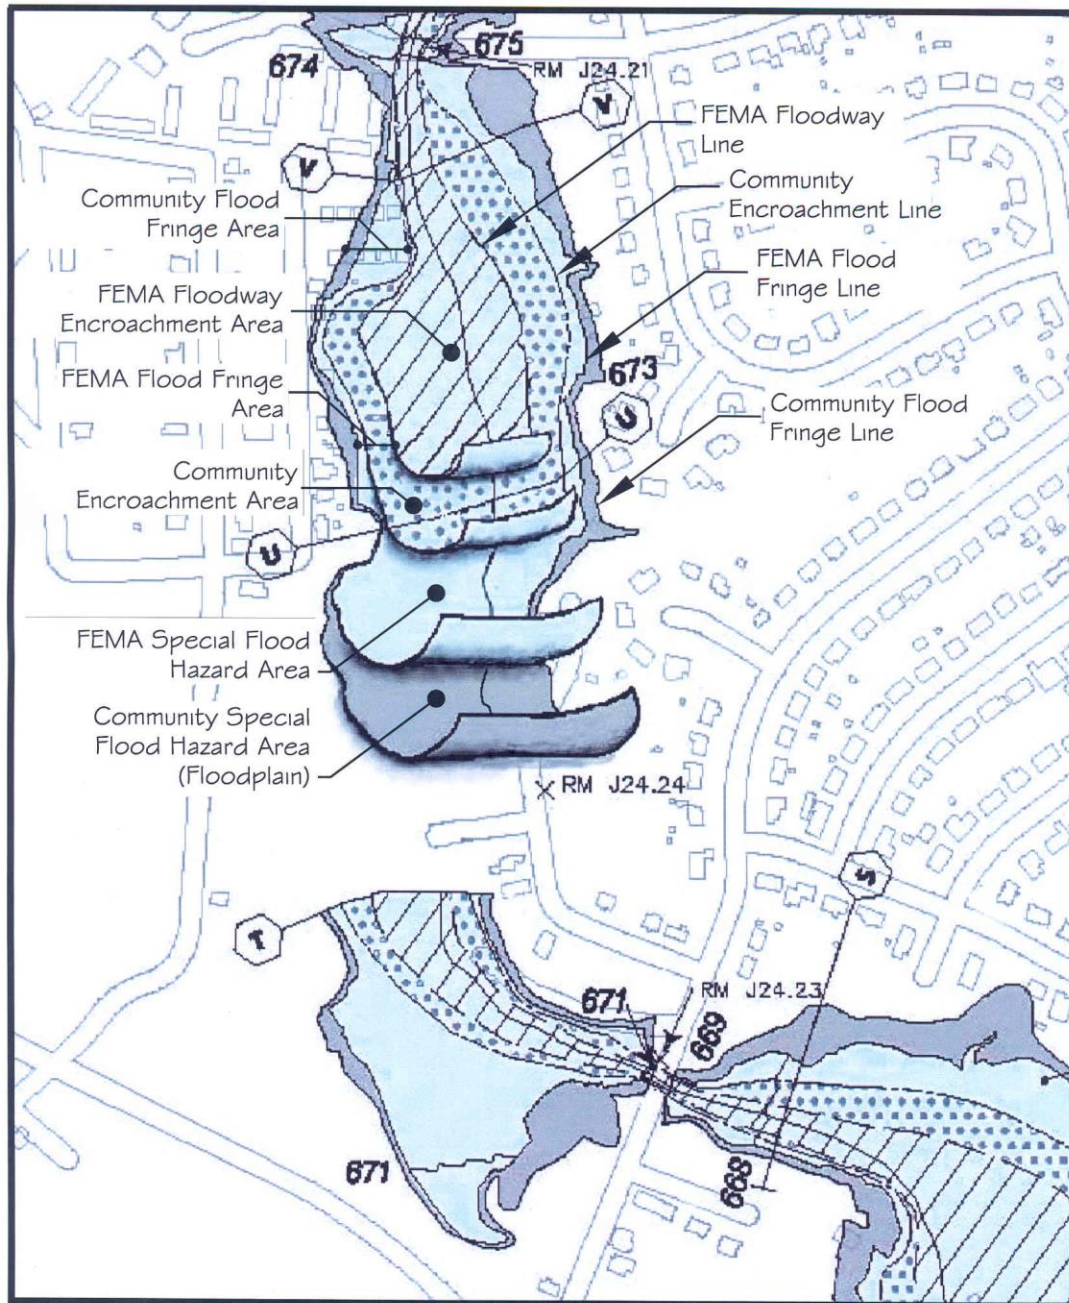 674
675
RM J24.21
V
V
FEMA Floodway
Line
Community
Encroachment Line
Community Flood
Fringe Area
FEMA Flood
Fringe Line
FEMA Floodway
Encroachment Area
673
FEMA Flood Fringe
Area
Community Flood
Fringe Line
U
Community
Encroachment Area
U
FEMA Special Flood
Hazard Area
Community Special
Flood Hazard Area
(Floodplain)
RM J24.24
S
T
671
RM J24.23
669
671
668